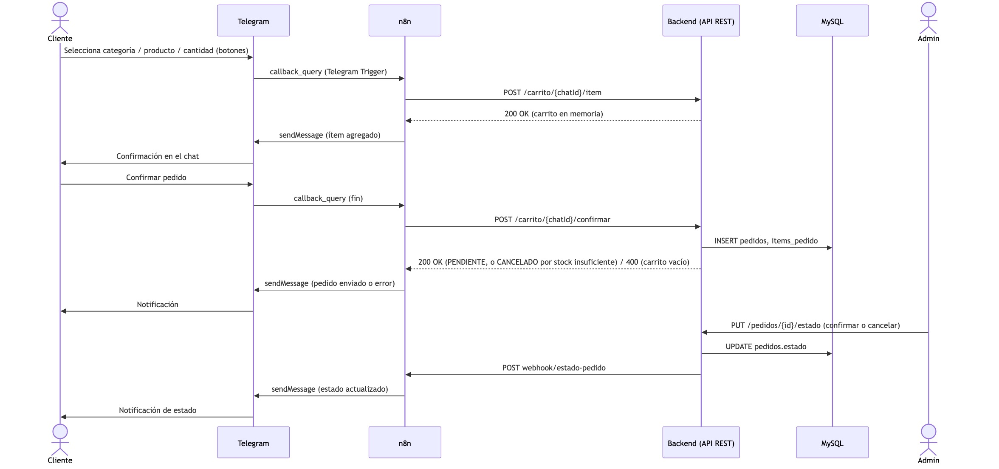 Cliente
Telegram
n8n
Backend (API REST)
MySQL
Admin
Selecciona categoría / producto / cantidad (botones)
callback_query (Telegram Trigger)
POST /carrito/{chatId}/item
200 OK (carrito en memoria)
sendMessage (ítem agregado)
Confirmación en el chat
Confirmar pedido
callback_query (fin)
POST /carrito/{chatId}/confirmar
INSERT pedidos, items_pedido
200 OK (PENDIENTE, o CANCELADO por stock insuficiente) / 400 (carrito vacío)
sendMessage (pedido enviado o error)
Notificación
PUT /pedidos/{id}/estado (confirmar o cancelar)
UPDATE pedidos.estado
POST webhook/estado-pedido
sendMessage (estado actualizado)
Notificación de estado
Cliente
Telegram
n8n
Backend (API REST)
MySQL
Admin